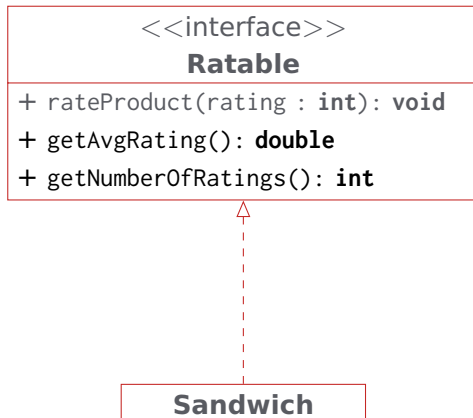 <<interface>>
Ratable
+ rateProduct(rating : int): void
+ getAvgRating(): double
+ getNumberOfRatings(): int
Sandwich